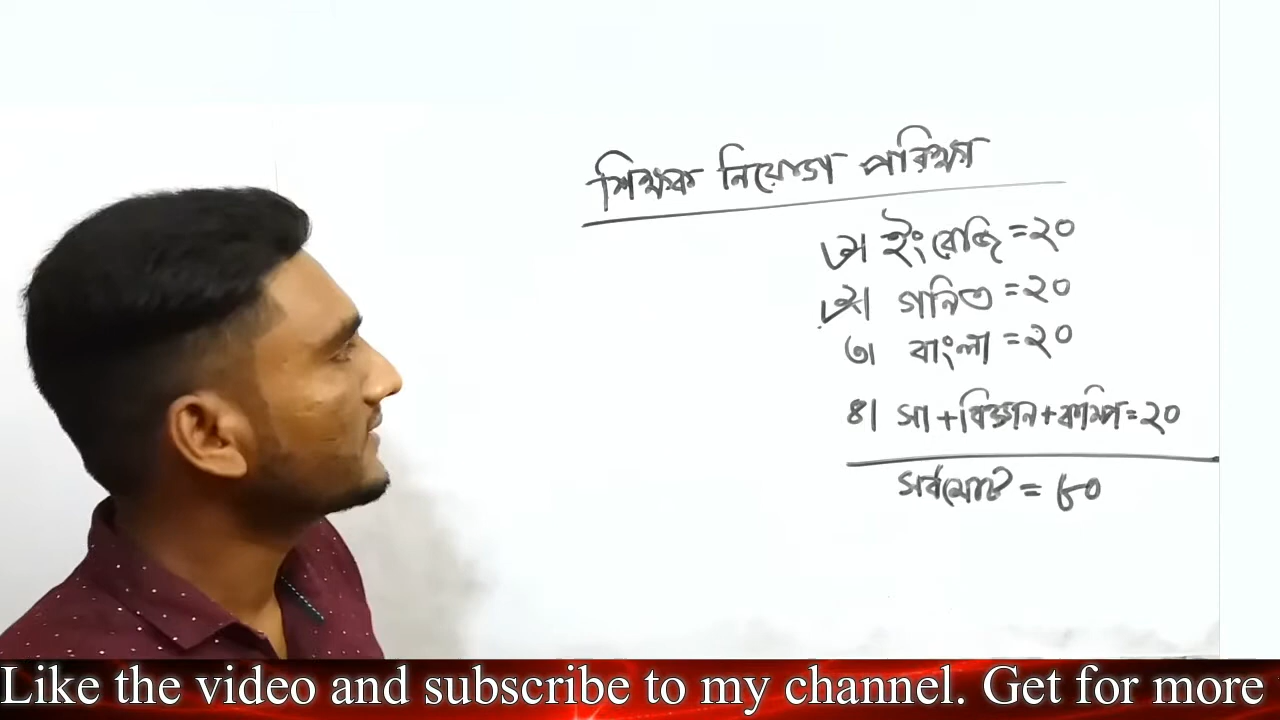 শিক্ষক নিয়োগ পরিক্ষা
১। ইংরেজি = ২০
২। গনিত = ২০
৩। বাংলা = ২০
৪। সা + বিজ্ঞান + কম্পি = ২০
সর্বমোট = ৮০
Like the video and subscribe to my channel. Get for more